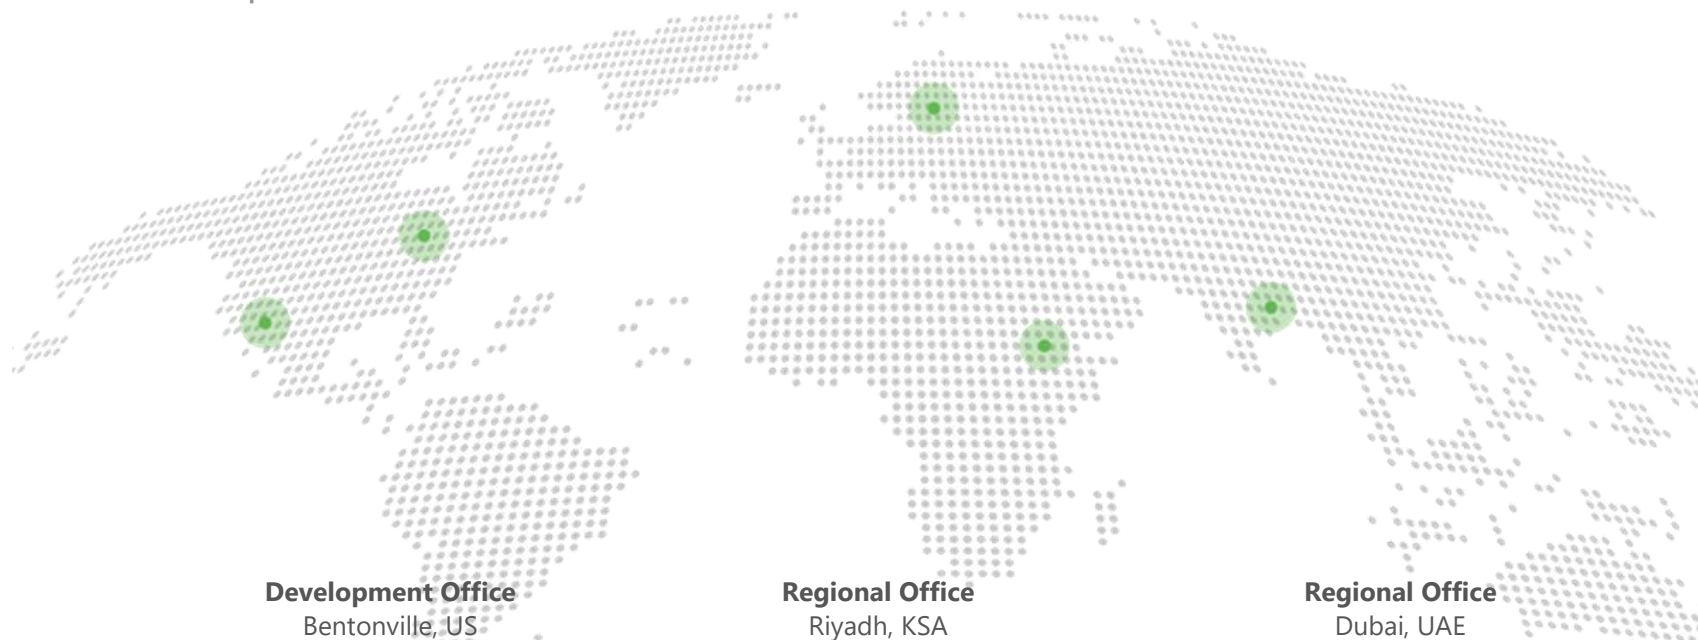 Development Office
Bentonville, US
Regional Office
Riyadh, KSA
Regional Office
Dubai, UAE